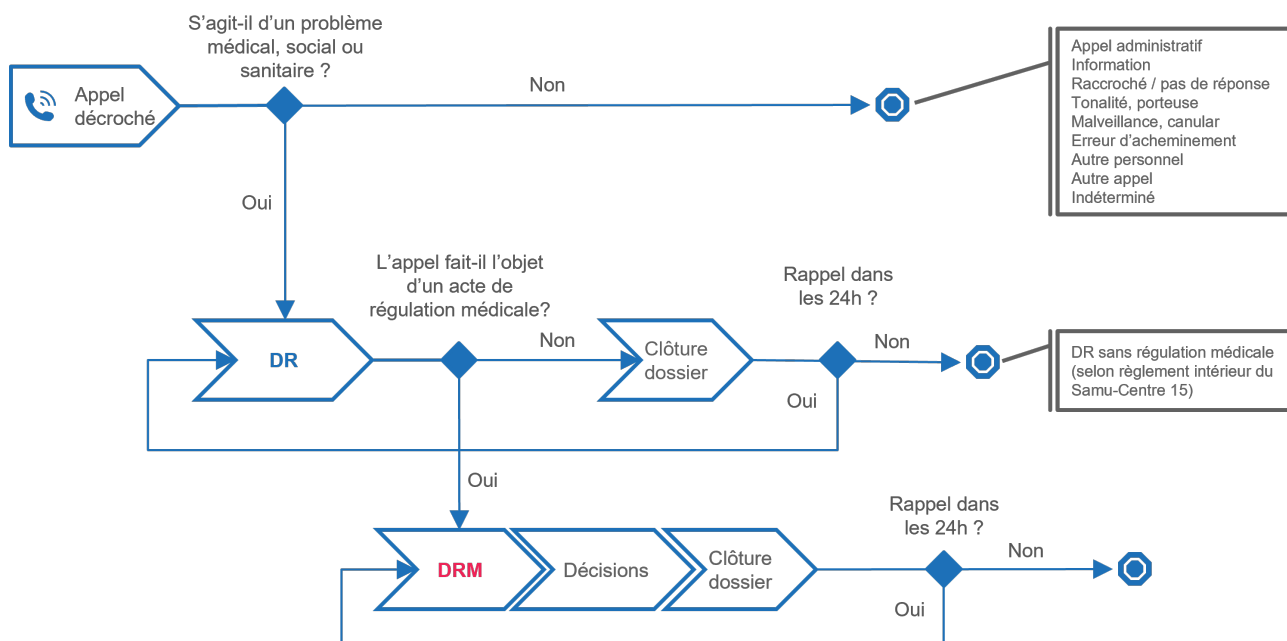 S’agit-il d’un problème
médical, social ou
sanitaire ?
Appel
décroché
Non
Appel administratif
Information
Raccroché / pas de réponse
Tonalité, porteuse
Malveillance, canular
Erreur d’acheminement
Autre personnel
Autre appel
Indéterminé
Oui
L’appel fait-il l’objet
d’un acte de
régulation médicale?
Rappel dans
les 24h ?
DR
Non
Clôture
dossier
Non
Oui
DR sans régulation médicale
(selon règlement intérieur du
Samu-Centre 15)
Oui
Rappel dans
les 24h ?
DRM
Décisions
Clôture
dossier
Non
Oui